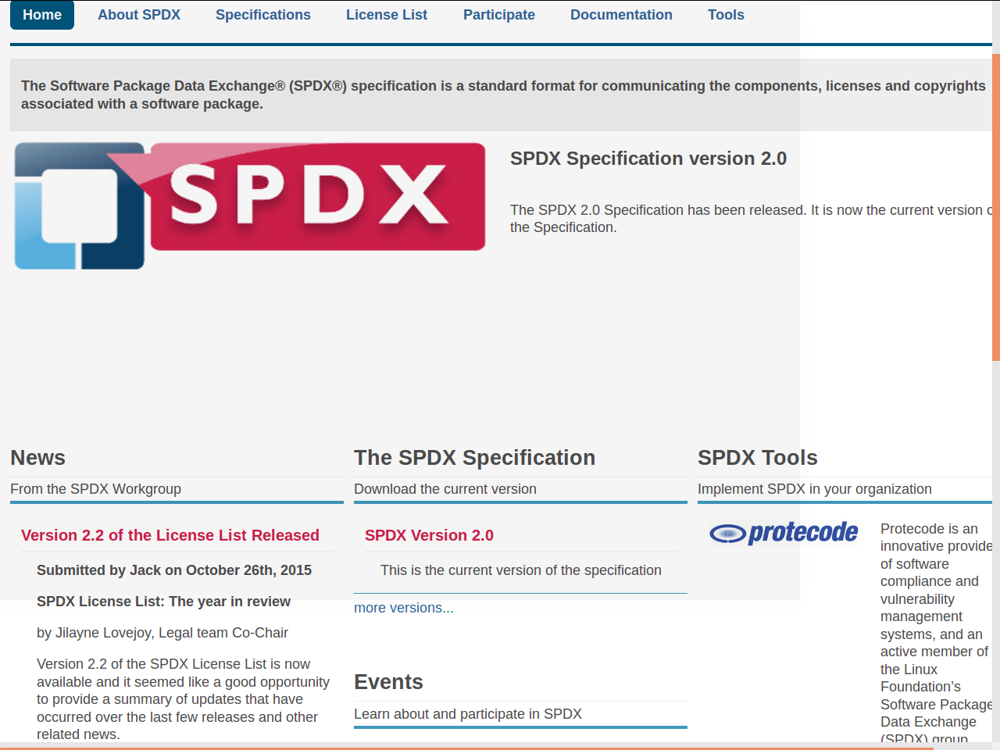 Home About SPDX Specifications License List Participate Documentation Tools
The Software Package Data Exchange® (SPDX®) specification is a standard format for communicating the components, licenses and copyrights
associated with a software package.
SPDX
SPDX Specification version 2.0
The SPDX 2.0 Specification has been released. It is now the current version
the Specification.
News
From the SPDX Workgroup
Version 2.2 of the License List Released
Submitted by Jack on October 26th, 2015
SPDX License List: The year in review
by Jilayne Lovejoy, Legal team Co-Chair
Version 2.2 of the SPDX License List is now
available and it seemed like a good opportunity
to provide a summary of updates that have
occurred over the last few releases and other
related news.
The SPDX Specification
Download the current version
SPDX Version 2.0
This is the current version of the specification
more versions...
Events
Learn about and participate in SPDX
SPDX Tools
Implement SPDX in your organization
protecode
Protecode is an
innovative provide
of software
compliance and
vulnerability
management
systems, and an
active member of
the Linux
Foundation’s
Software Package
Data Exchange
(SPDX) group